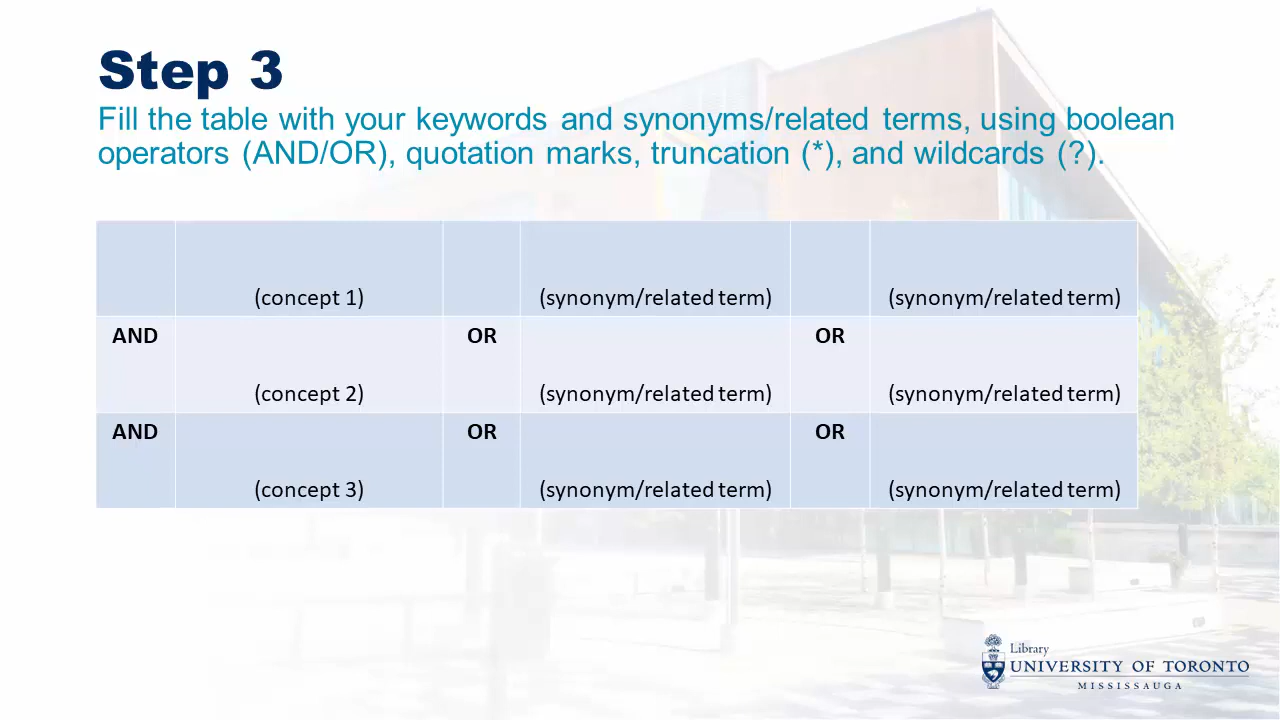 Step 3
Fill the table with your keywords and synonyms/related terms, using boolean
operators (AND/OR), quotation marks, truncation (*), and wildcards (?).
(concept 1) (synonym/related term) (synonym/related term)
AND OR OR
(concept 2) (synonym/related term) (synonym/related term)
AND OR OR
(concept 3) (synonym/related term) (synonym/related term)
Library
UNIVERSITY OF TORONTO
MISSISSAUGA